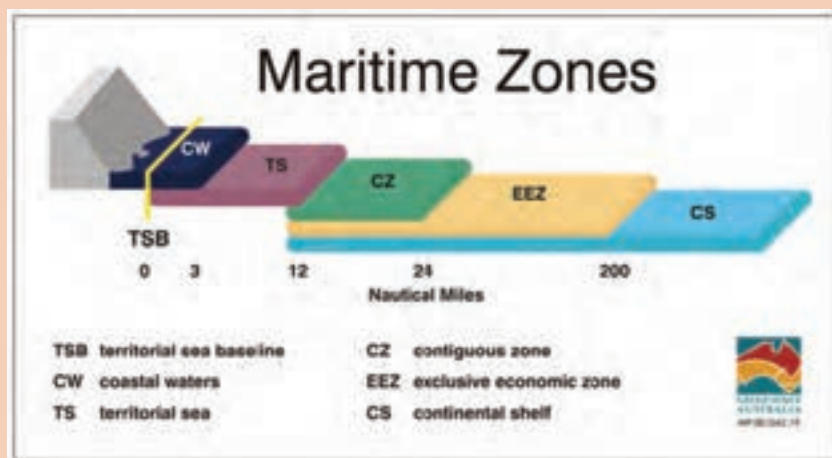 Maritime Zones
CW
TS
CZ
EEZ
CS
TSB
0 3 12 24 200
Nautical Miles
TSB territorial sea baseline
CW coastal waters
TS territorial sea
CZ contiguous zone
EEZ exclusive economic zone
CS continental shelf
AUSTRALIA